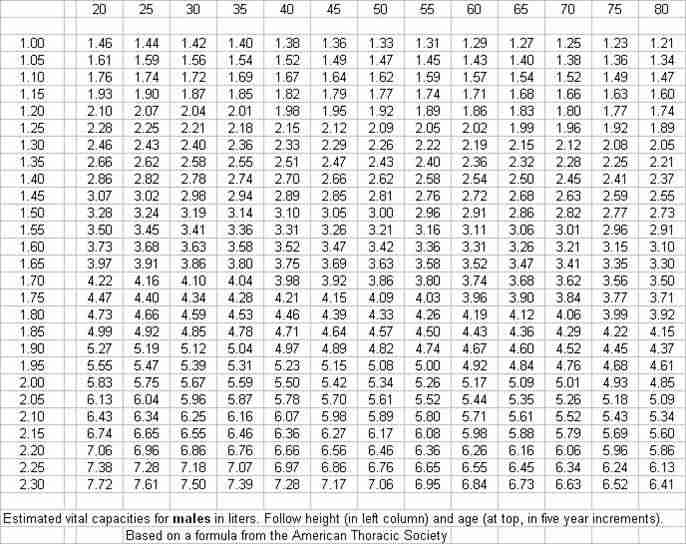 20 25 30 35 40 45 50 55 60 65 70 75 80
1.00 1.46 1.44 1.42 1.40 1.38 1.36 1.33 1.31 1.29 1.27 1.25 1.23 1.21
1.05 1.61 1.59 1.56 1.54 1.52 1.49 1.47 1.45 1.43 1.40 1.38 1.36 1.34
1.10 1.76 1.74 1.72 1.69 1.67 1.64 1.62 1.59 1.57 1.54 1.52 1.49 1.47
1.15 1.93 1.90 1.87 1.85 1.82 1.79 1.77 1.74 1.71 1.68 1.66 1.63 1.60
1.20 2.10 2.07 2.04 2.01 1.98 1.95 1.92 1.89 1.86 1.83 1.80 1.77 1.74
1.25 2.28 2.25 2.21 2.18 2.15 2.12 2.09 2.05 2.02 1.99 1.96 1.92 1.89
1.30 2.46 2.43 2.40 2.36 2.33 2.29 2.26 2.22 2.19 2.15 2.12 2.08 2.05
1.35 2.66 2.62 2.58 2.55 2.51 2.47 2.43 2.40 2.36 2.32 2.28 2.25 2.21
1.40 2.86 2.82 2.78 2.74 2.70 2.66 2.62 2.58 2.54 2.50 2.45 2.41 2.37
1.45 3.07 3.02 2.98 2.94 2.89 2.85 2.81 2.76 2.72 2.68 2.63 2.59 2.55
1.50 3.28 3.24 3.19 3.14 3.10 3.05 3.00 2.96 2.91 2.86 2.82 2.77 2.73
1.55 3.50 3.45 3.41 3.36 3.31 3.26 3.21 3.16 3.11 3.06 3.01 2.96 2.91
1.60 3.73 3.68 3.63 3.58 3.52 3.47 3.42 3.36 3.31 3.26 3.21 3.15 3.10
1.65 3.97 3.91 3.86 3.80 3.75 3.69 3.63 3.58 3.52 3.47 3.41 3.35 3.30
1.70 4.22 4.16 4.10 4.04 3.98 3.92 3.86 3.80 3.74 3.68 3.62 3.56 3.50
1.75 4.47 4.40 4.34 4.28 4.21 4.15 4.09 4.03 3.96 3.90 3.84 3.77 3.71
1.80 4.73 4.66 4.59 4.53 4.46 4.39 4.33 4.26 4.19 4.12 4.06 3.99 3.92
1.85 4.99 4.92 4.85 4.78 4.71 4.64 4.57 4.50 4.43 4.36 4.29 4.22 4.15
1.90 5.27 5.19 5.12 5.04 4.97 4.89 4.82 4.74 4.67 4.60 4.52 4.45 4.37
1.95 5.55 5.47 5.39 5.31 5.23 5.15 5.08 5.00 4.92 4.84 4.76 4.68 4.61
2.00 5.83 5.75 5.67 5.59 5.50 5.42 5.34 5.26 5.17 5.09 5.01 4.93 4.85
2.05 6.13 6.04 5.96 5.87 5.78 5.70 5.61 5.52 5.44 5.35 5.26 5.18 5.09
2.10 6.43 6.34 6.25 6.16 6.07 5.98 5.89 5.80 5.71 5.61 5.52 5.43 5.34
2.15 6.74 6.65 6.55 6.46 6.36 6.27 6.17 6.08 5.98 5.88 5.79 5.69 5.60
2.20 7.06 6.96 6.86 6.76 6.66 6.56 6.46 6.36 6.26 6.16 6.06 5.96 5.86
2.25 7.38 7.28 7.18 7.07 6.97 6.86 6.76 6.65 6.55 6.45 6.34 6.24 6.13
2.30 7.72 7.61 7.50 7.39 7.28 7.17 7.06 6.95 6.84 6.73 6.63 6.52 6.41
Estimated vital capacities for males in liters. Follow height (in left column) and age (at top, in five year increments).
Based on a formula from the American Thoracic Society